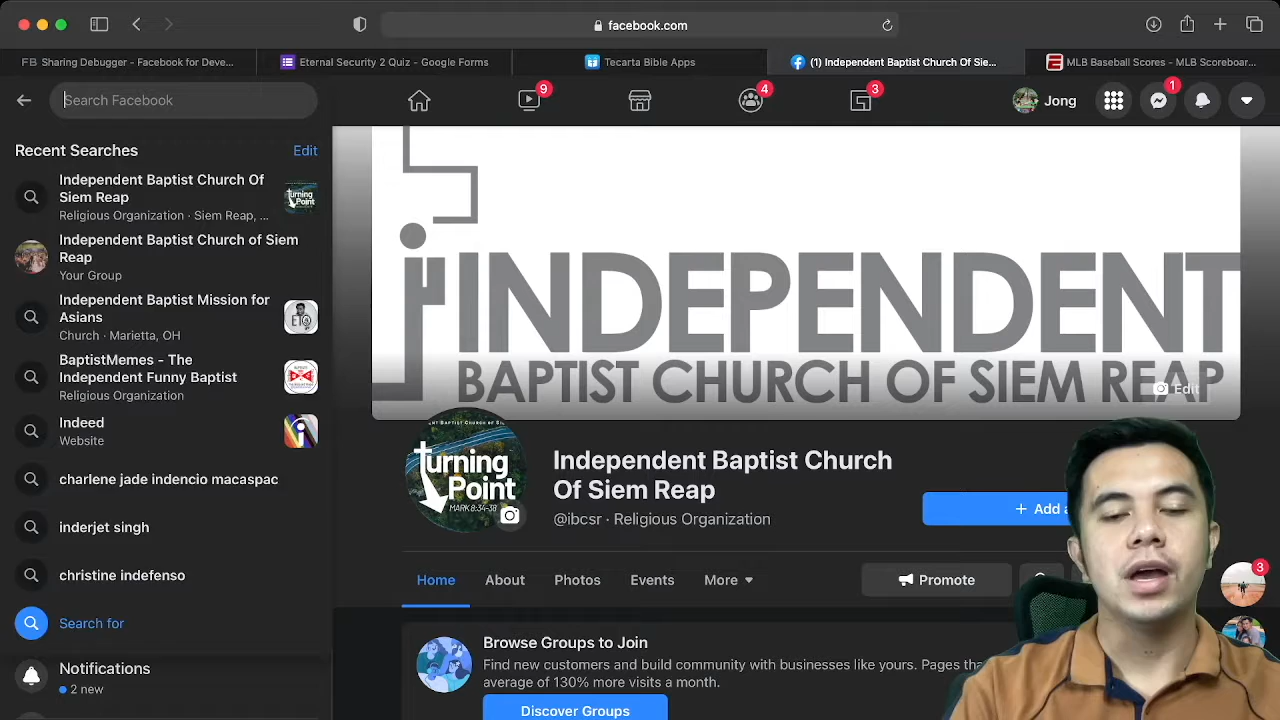 facebook.com
Sharing Debugger - Facebook for Deve...
Eternal Security 2 Quiz - Google Forms
Tecarta Bible Apps
(1) Independent Baptist Church Of Sie...
MLB Baseball Scores - MLB Scoreboar...
Search Facebook
9
4
3
Jong
1
Recent Searches
Edit
Independent Baptist Church Of
Siem Reap
Religious Organization · Siem Reap, ...
Independent Baptist Church of Siem
Reap
Your Group
Independent Baptist Mission for
Asians
Church · Marietta, OH
BaptistMemes - The
Independent Funny Baptist
Religious Organization
Indeed
Website
charlene jade indencio macaspac
inderjet singh
christine indefenso
Search for
Notifications
2 new
INDEPENDENT
BAPTIST CHURCH OF SIEM REAP
Edit
turning
Point
MARK 8:34-38
Independent Baptist Church
Of Siem Reap
@ibcsr · Religious Organization
+ Add a
Home
About
Photos
Events
More
Promote
3
Browse Groups to Join
Find new customers and build community with businesses like yours. Pages tha
average of 130% more visits a month.
Discover Groups